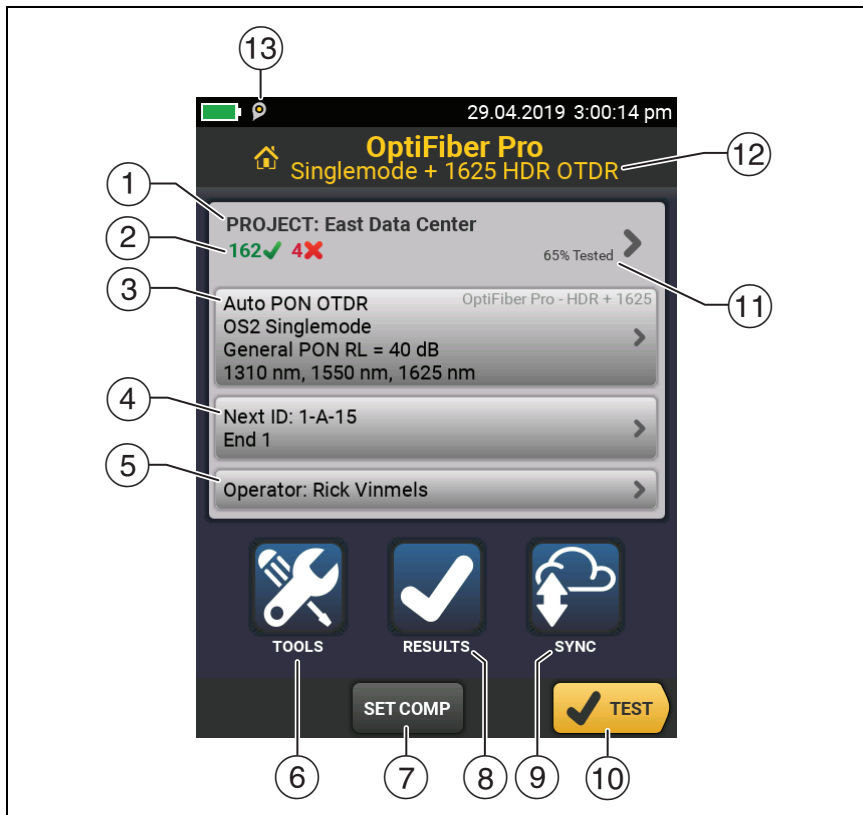 13
29.04.2019 3:00:14 pm
OptiFiber Pro
Singlemode + 1625 HDR OTDR
12
1
PROJECT: East Data Center
2
162 4
65% Tested
11
3
Auto PON OTDR
OptiFiber Pro - HDR + 1625
OS2 Singlemode
General PON RL = 40 dB
1310 nm, 1550 nm, 1625 nm
4
Next ID: 1-A-15
End 1
5
Operator: Rick Vinmels
TOOLS
RESULTS
SYNC
SET COMP
TEST
6
7
8
9
10